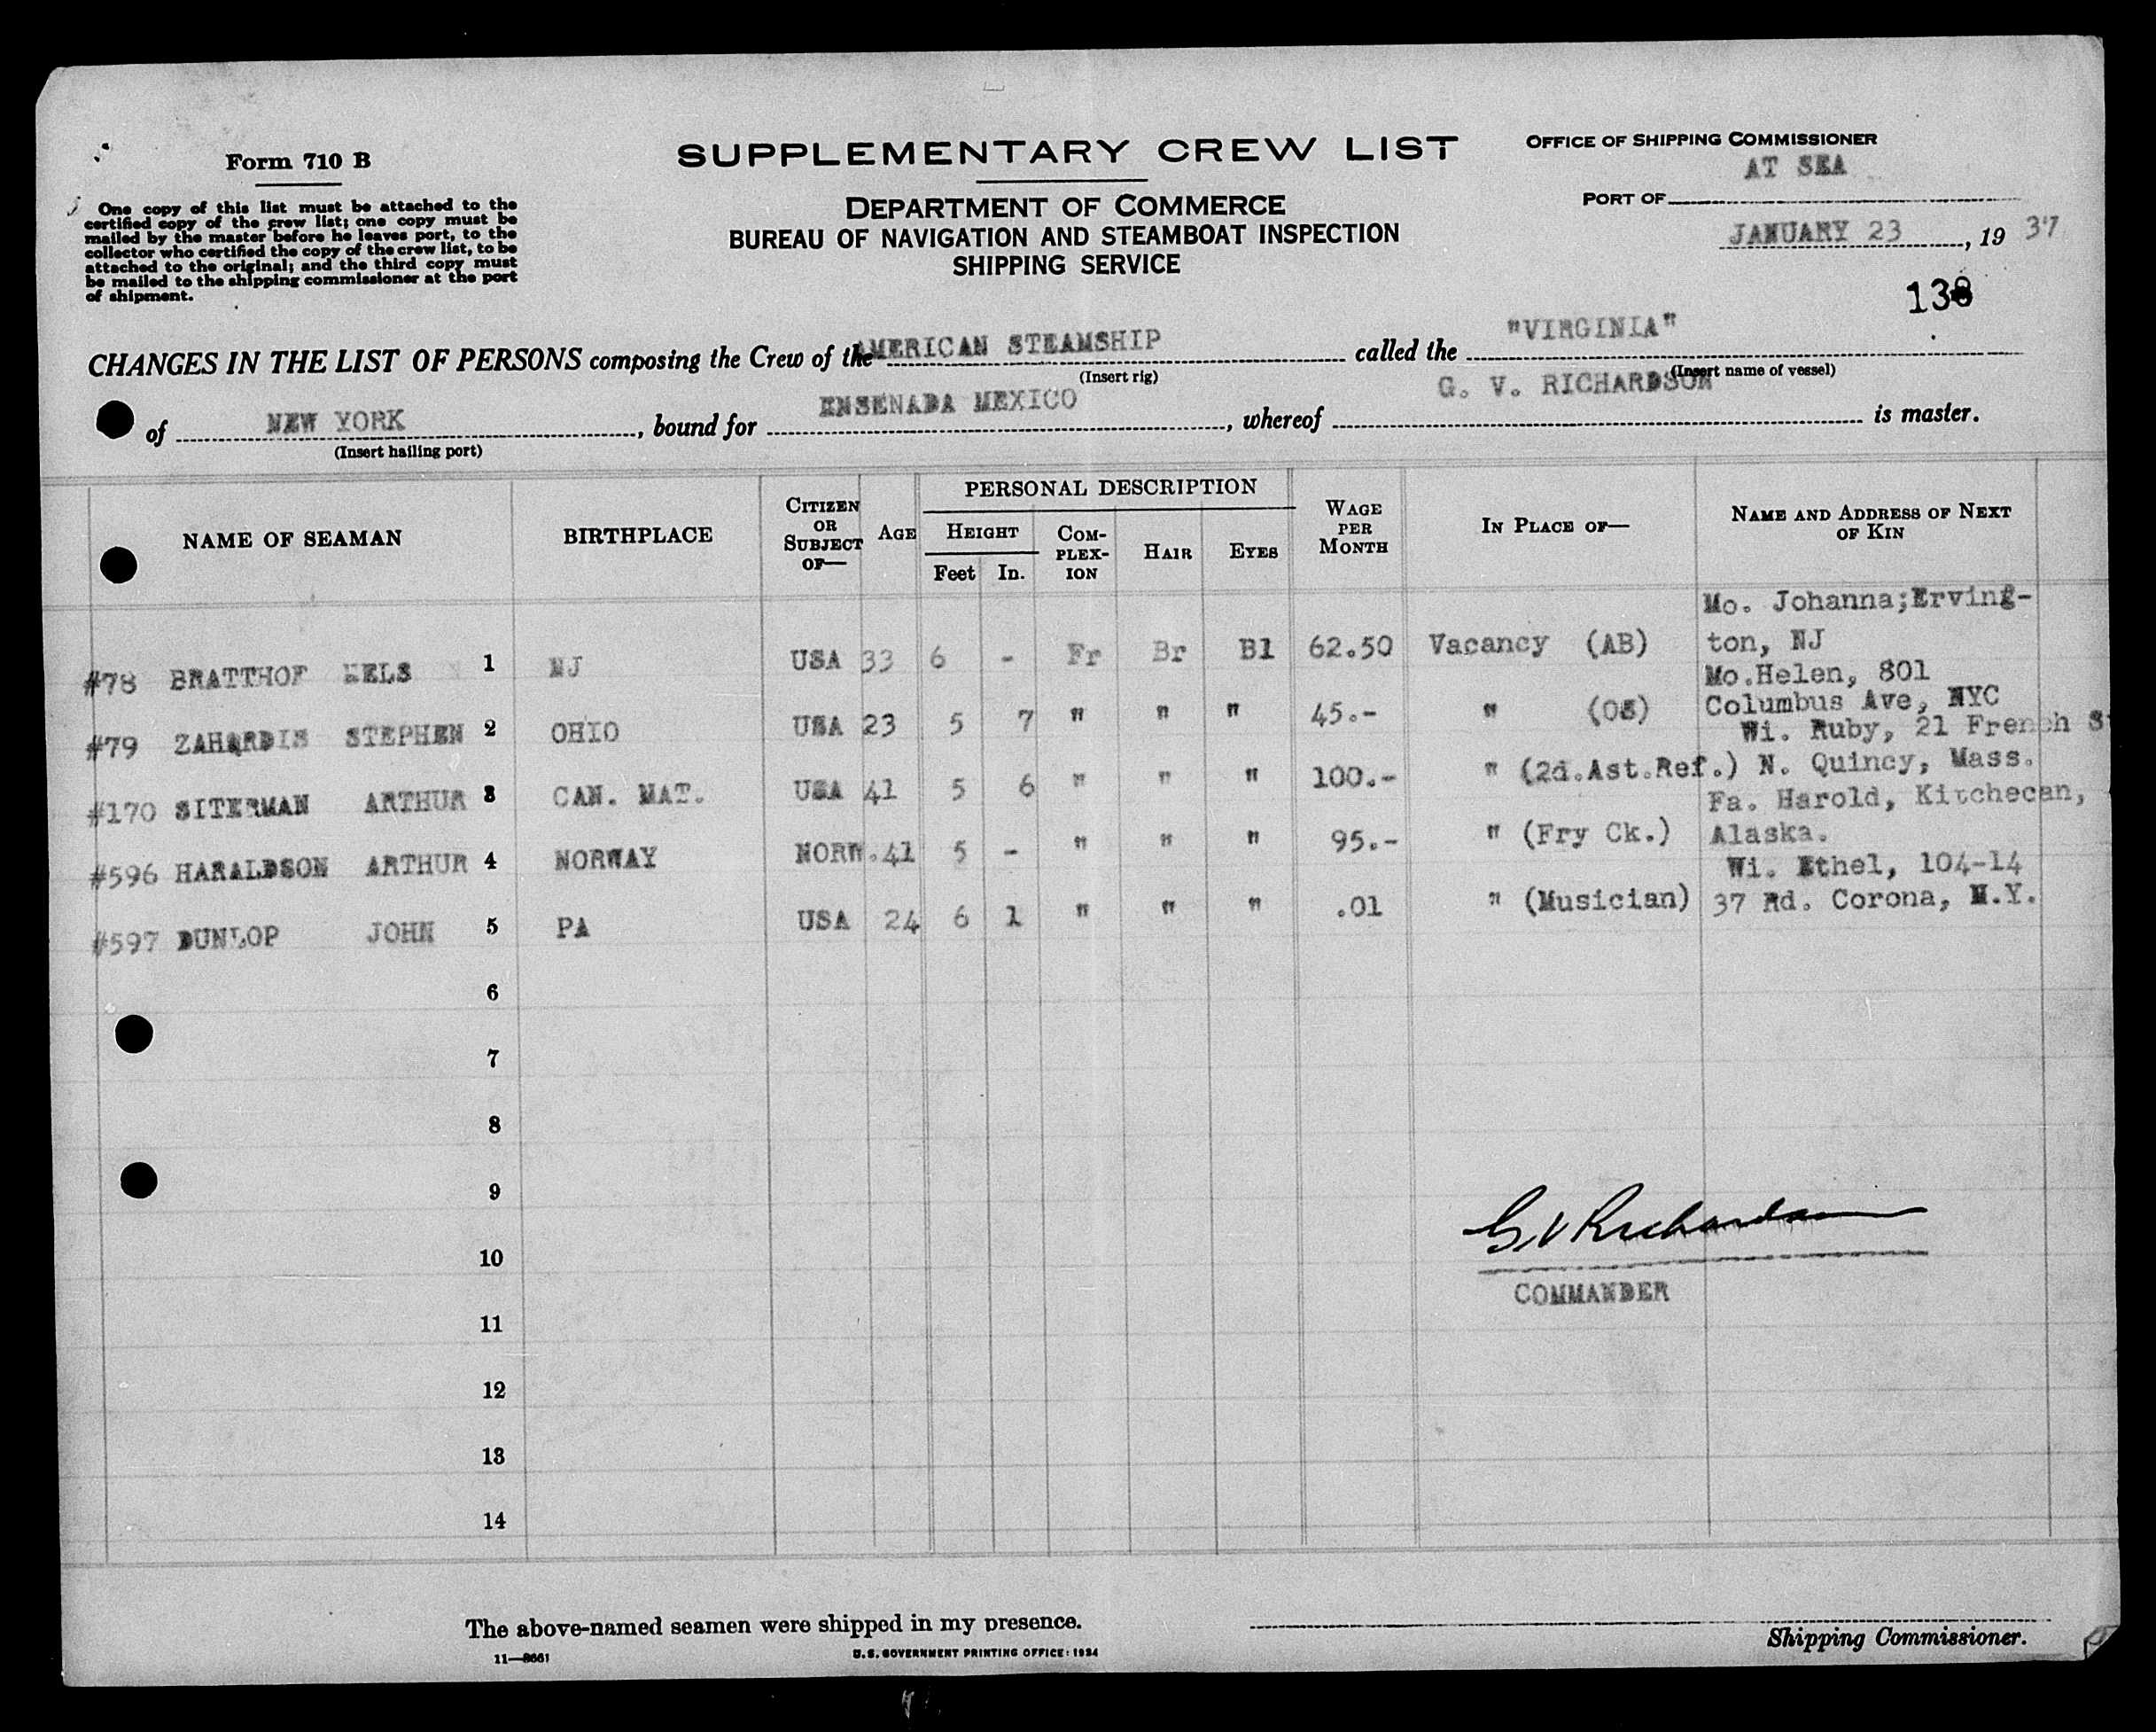 Form 710 B
One copy of this list must be attached to the
certified copy of the crew list; one copy must be
mailed by the master before he leaves port, to the
collector who certified the copy of the crew list, to be
attached to the original; and the third copy must
be mailed to the shipping commissioner at the port
of shipment.
SUPPLEMENTARY CREW LIST
DEPARTMENT OF COMMERCE
BUREAU OF NAVIGATION AND STEAMBOAT INSPECTION
SHIPPING SERVICE
OFFICE OF SHIPPING COMMISSIONER
AT SEA
PORT OF
JANUARY 23, 19 37
138
CHANGES IN THE LIST OF PERSONS composing the Crew of the AMERICAN STEAMSHIP called the "VIRGINIA"
(Insert rig) (Insert name of vessel)
of NEW YORK, bound for ENSENADA MEXICO, whereof G. V. RICHARDSON is master.
(Insert hailing port)
NAME OF SEAMAN BIRTHPLACE CITIZEN OR SUBJECT OF— AGE PERSONAL DESCRIPTION HEIGHT Feet In. COMPLEXION HAIR EYES WAGE PER MONTH IN PLACE OF— NAME AND ADDRESS OF NEXT OF KIN
Mo. Johanna;Erving-
#78 BRATTHOF NELS 1 NJ USA 33 6 - Fr Br Bl 62.50 Vacancy (AB) ton, NJ
Mo.Helen, 801
#79 ZAHARDIS STEPHEN 2 OHIO USA 23 5 7 " " " 45.- " (OS) Columbus Ave, NYC
Wi. Ruby, 21 French S
#170 SITERMAN ARTHUR 3 CAN. NAT. USA 41 5 6 " " " 100.- " (2d.Ast.Ref.) N. Quincy, Mass.
Fa. Harold, Kitchecan,
#596 HARALDSON ARTHUR 4 NORWAY NORW. 41 5 - " " " 95.- " (Fry Ck.) Alaska.
Wi. Ethel, 104-14
#597 DUNLOP JOHN 5 PA USA 24 6 1 " " " .01 " (Musician) 37 Rd. Corona, N.Y.
6
7
8
9
G.V Richardson
10
COMMANDER
11
12
13
14
The above-named seamen were shipped in my presence.
Shipping Commissioner.
11—8661
U.S. GOVERNMENT PRINTING OFFICE: 1934